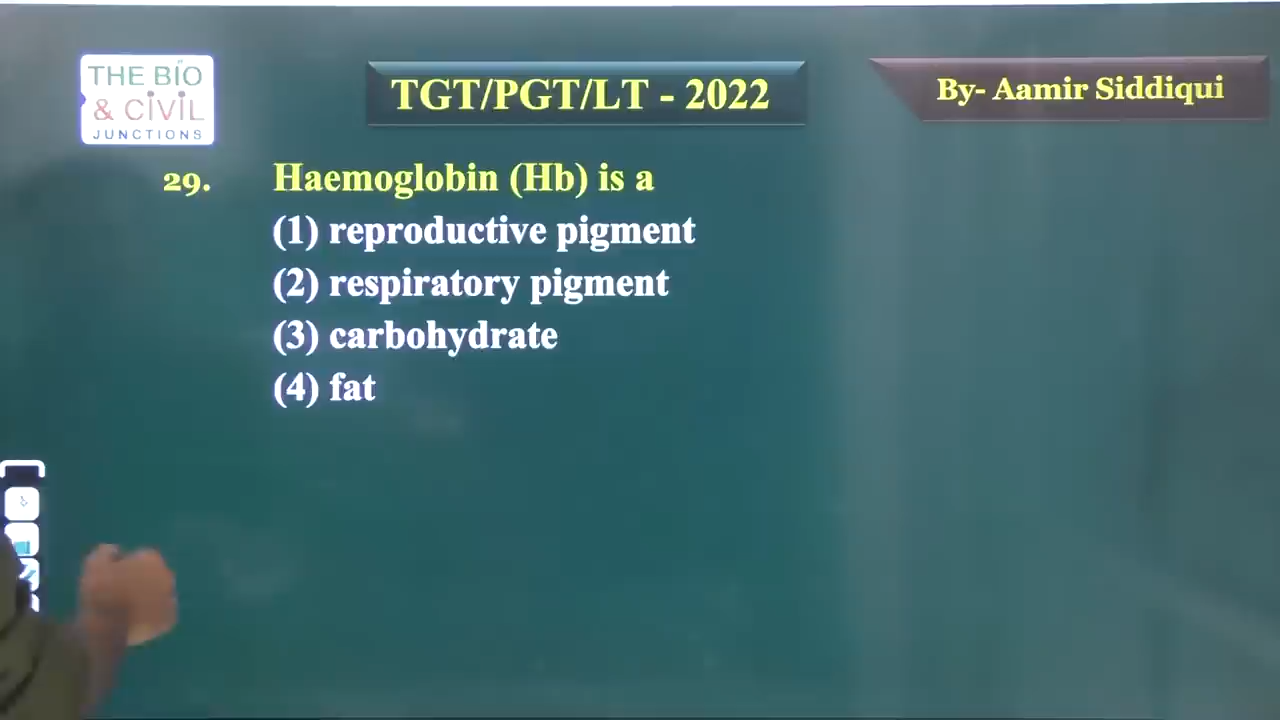 THE BIO
& CIVIL
JUNCTIONS
TGT/PGT/LT - 2022
By- Aamir Siddiqui
29. Haemoglobin (Hb) is a
(1) reproductive pigment
(2) respiratory pigment
(3) carbohydrate
(4) fat